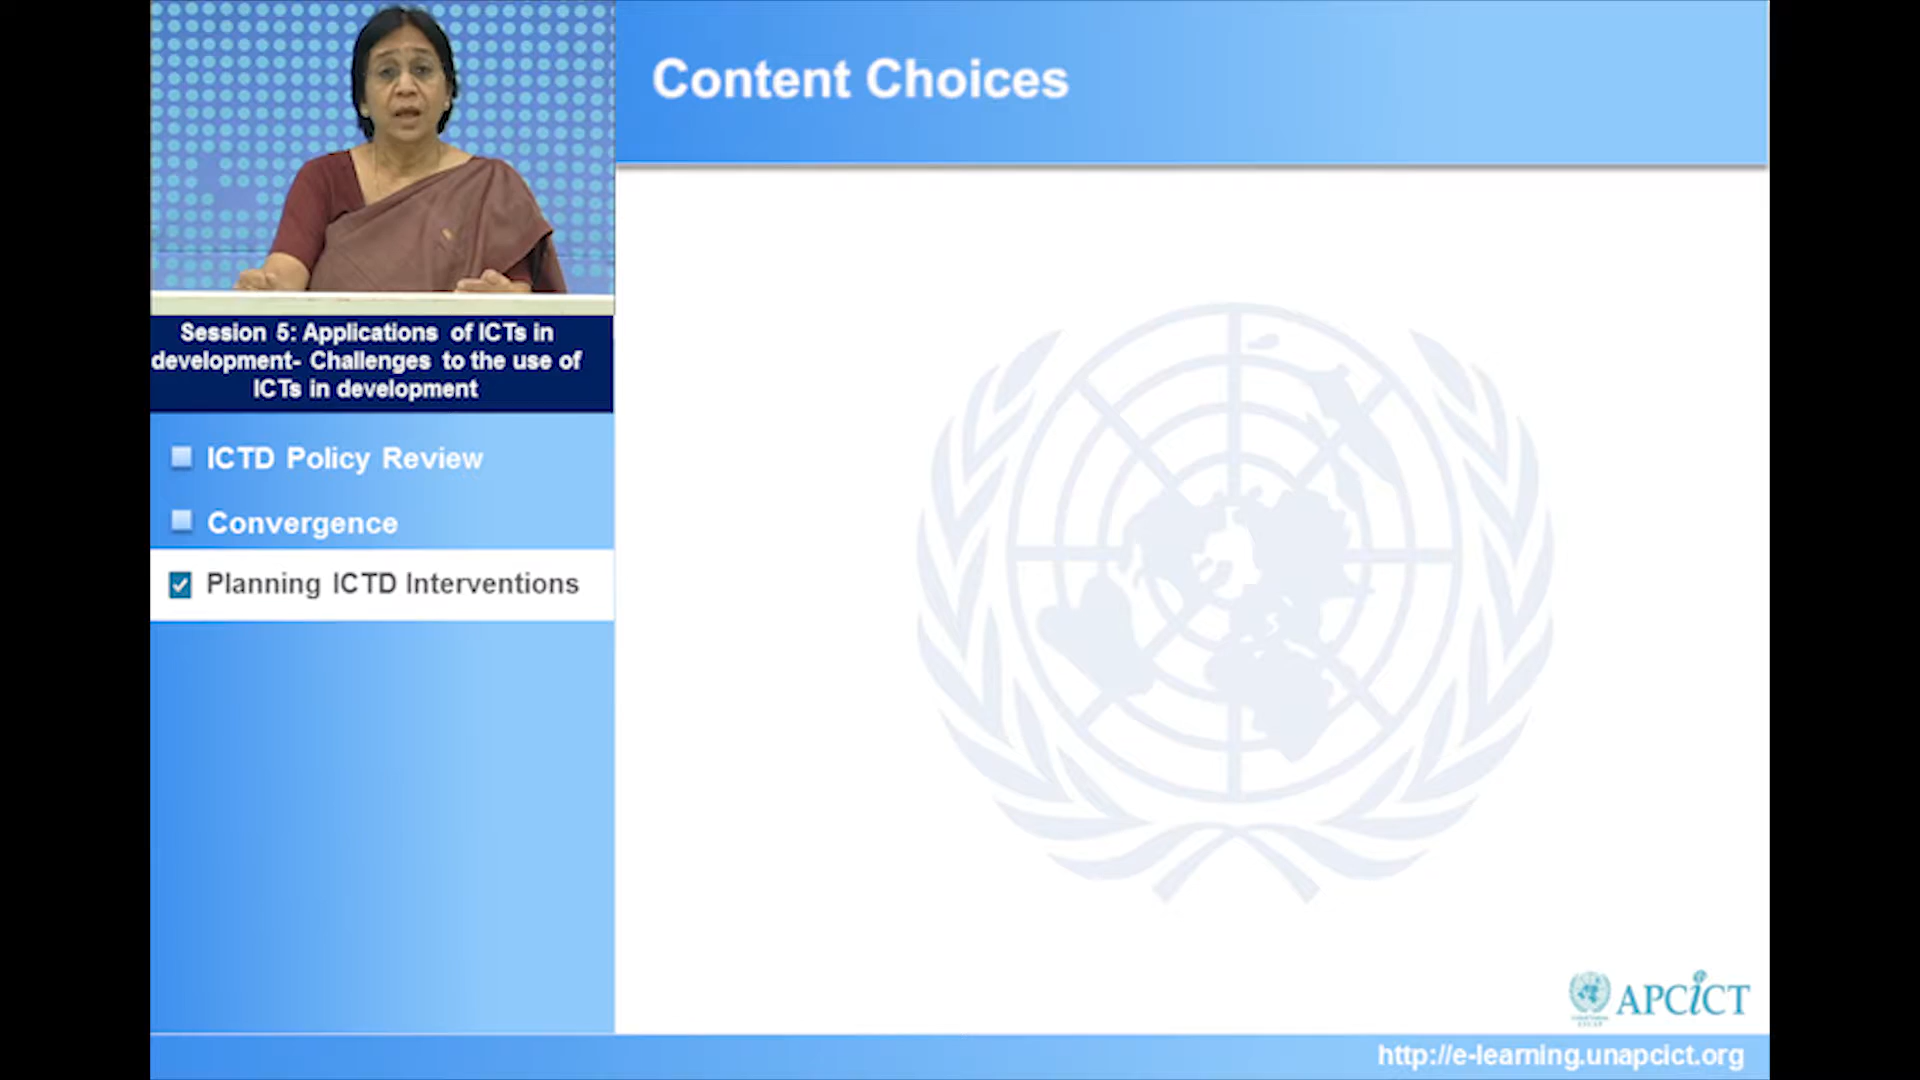 Content Choices
Session 5: Applications of ICTs in
development- Challenges to the use of
ICTs in development
ICTD Policy Review
Convergence
Planning ICTD Interventions
APCiCT
http://e-learning.unapcict.org